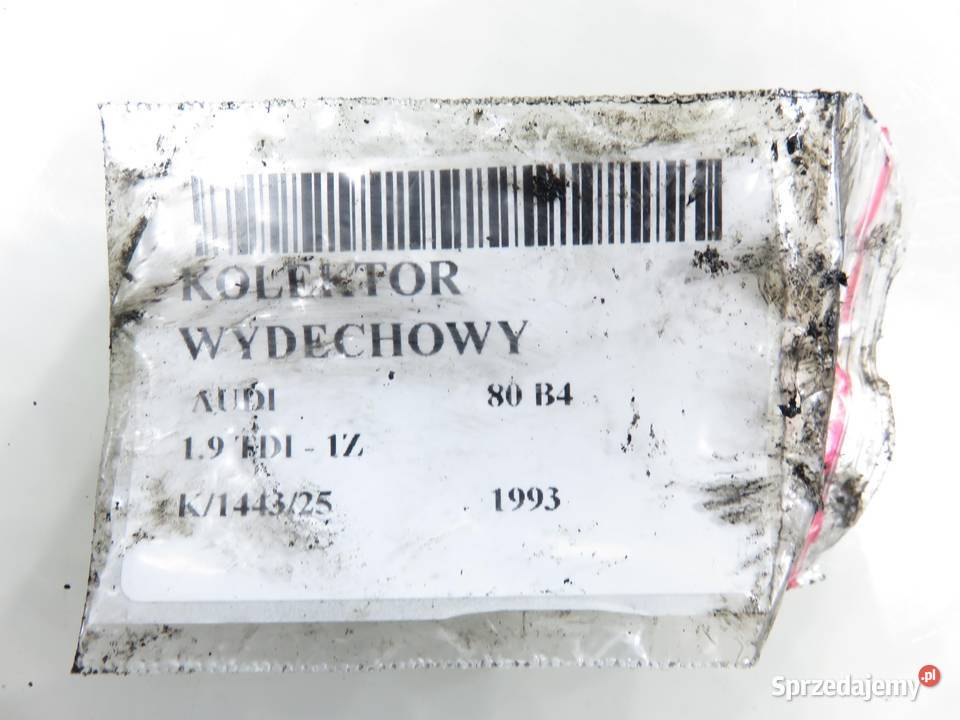 KOLEKTOR
WYDECHOWY
AUDI 80 B4
1.9 TDI - 1Z
K/1443/25 1993
Sprzedajemy.pl